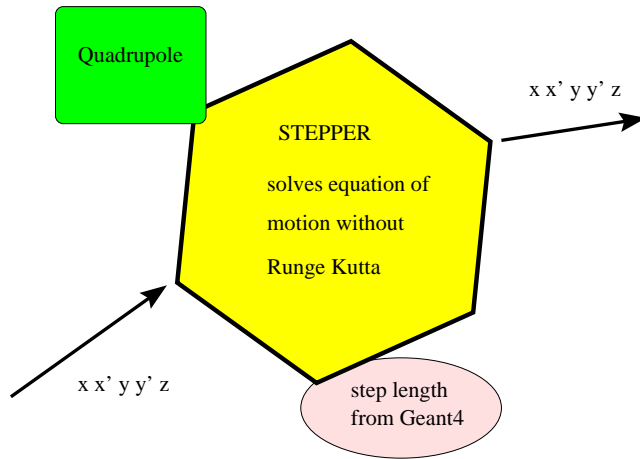 Quadrupole
x x' y y' z
STEPPER
solves equation of
motion without
Runge Kutta
x x' y y' z
step length
from Geant4